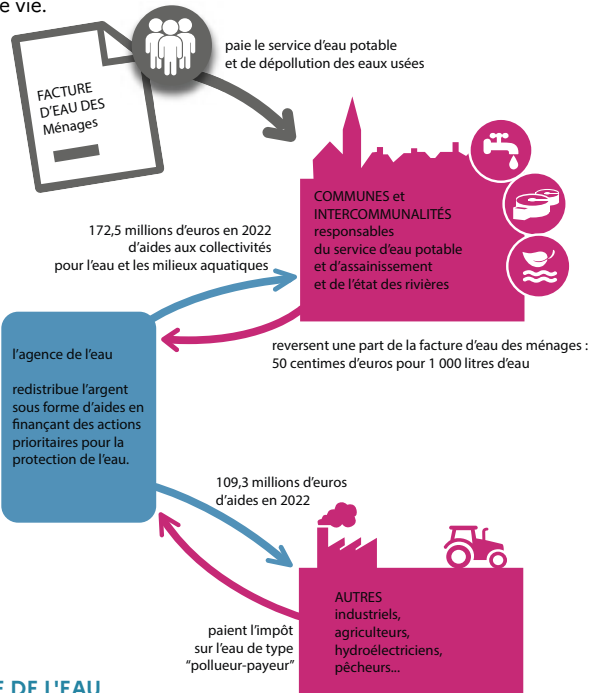 e vie.
paie le service d'eau potable
et de dépollution des eaux usées
FACTURE
D'EAU DES
Ménages
COMMUNES et
INTERCOMMUNALITÉS
responsables
du service d'eau potable
et d'assainissement
et de l'état des rivières
172,5 millions d'euros en 2022
d'aides aux collectivités
pour l'eau et les milieux aquatiques
reversent une part de la facture d'eau des ménages :
50 centimes d'euros pour 1 000 litres d'eau
l'agence de l'eau
redistribue l'argent
sous forme d'aides en
finançant des actions
prioritaires pour la
protection de l'eau.
109,3 millions d'euros
d'aides en 2022
AUTRES
industriels,
agriculteurs,
hydroélectriciens,
pêcheurs...
paient l'impôt
sur l'eau de type
"pollueur-payeur"
E DE L'EAU